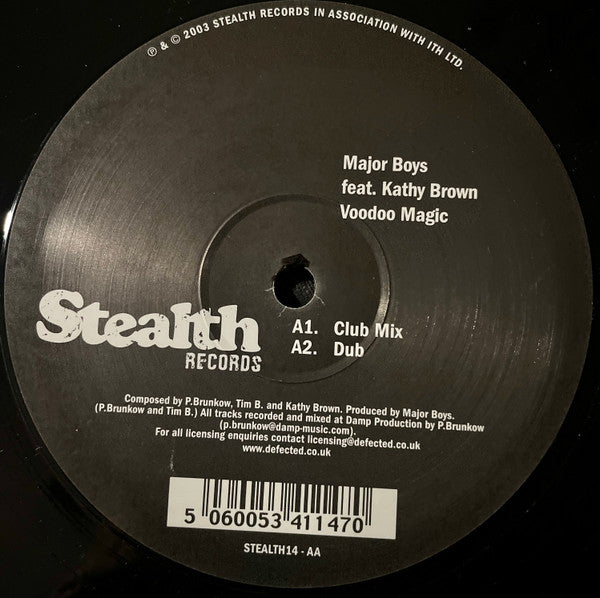 ℗ & © 2003 STEALTH RECORDS IN ASSOCIATION WITH ITH LTD.
Major Boys
feat. Kathy Brown
Voodoo Magic
Stealth
RECORDS
A1. Club Mix
A2. Dub
Composed by P.Brunkow, Tim B. and Kathy Brown. Produced by Major Boys.
(P.Brunkow and Tim B.) All tracks recorded and mixed at Damp Production by P.Brunkow
(p.brunkow@damp-music.com).
For all licensing enquiries contact licensing@defected.co.uk
www.defected.co.uk
5 060053 411470
STEALTH14 - AA